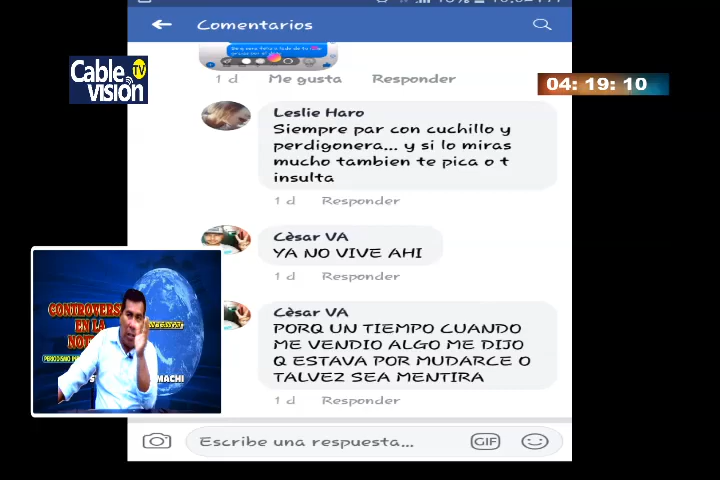 Comentarios
1 d Me gusta Responder
Cable
TV
visión
04: 19: 10
Leslie Haro
Siempre par con cuchillo y
perdigonera... y si lo miras
mucho tambien te pica o t
insulta
1 d Responder
Cèsar VA
YA NO VIVE AHI
1 d Responder
Cèsar VA
PORQ UN TIEMPO CUANDO
ME VENDIO ALGO ME DIJO
Q ESTAVA POR MUDARCE O
TALVEZ SEA MENTIRA
1 d Responder
CONTROVERS
EN LA
NOT
MACHI
Escribe una respuesta...
GIF